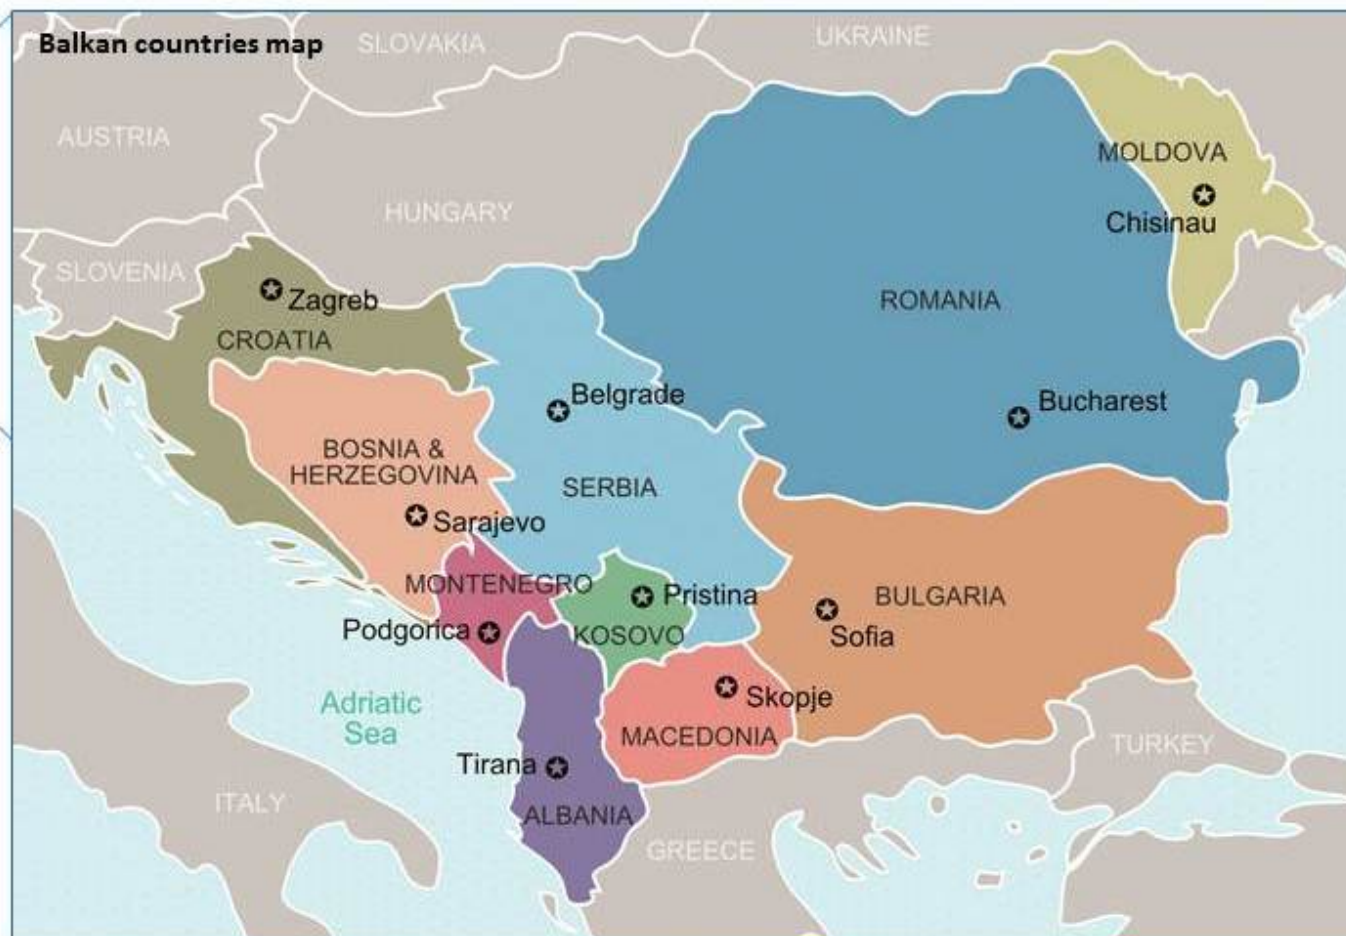 Balkan countries map
SLOVAKIA
UKRAINE
AUSTRIA
MOLDOVA
HUNGARY
Chisinau
SLOVENIA
Zagreb
ROMANIA
CROATIA
Belgrade
Bucharest
BOSNIA &
HERZEGOVINA
SERBIA
Sarajevo
MONTENEGRO
Pristina
BULGARIA
Podgorica
KOSOVO
Sofia
Adriatic
Sea
Skopje
MACEDONIA
TURKEY
Tirana
ITALY
ALBANIA
GREECE